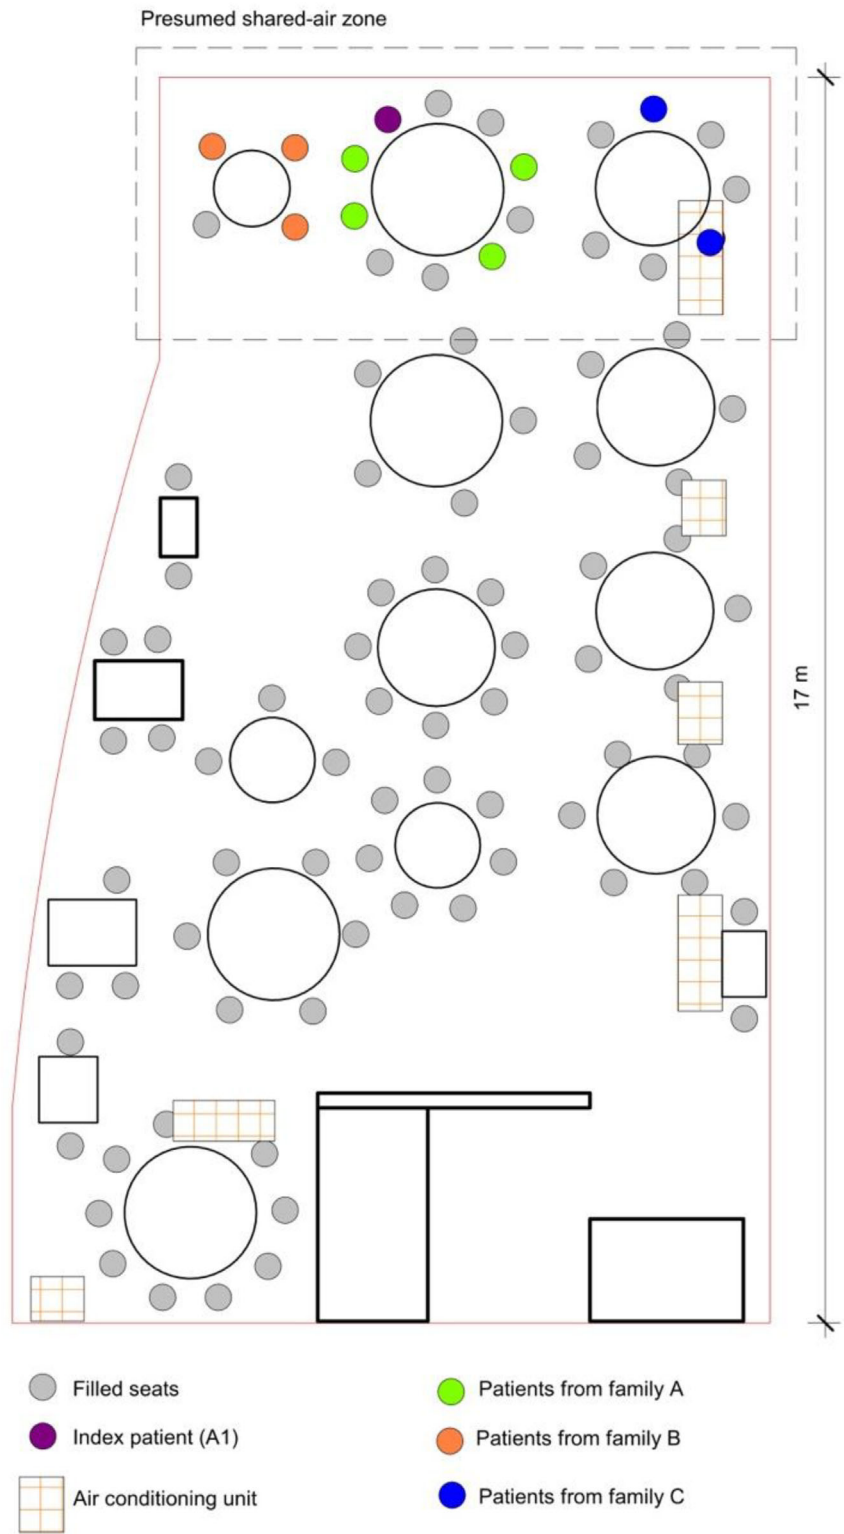 Presumed shared-air zone
17 m
Filled seats
Index patient (A1)
Air conditioning unit
Patients from family A
Patients from family B
Patients from family C